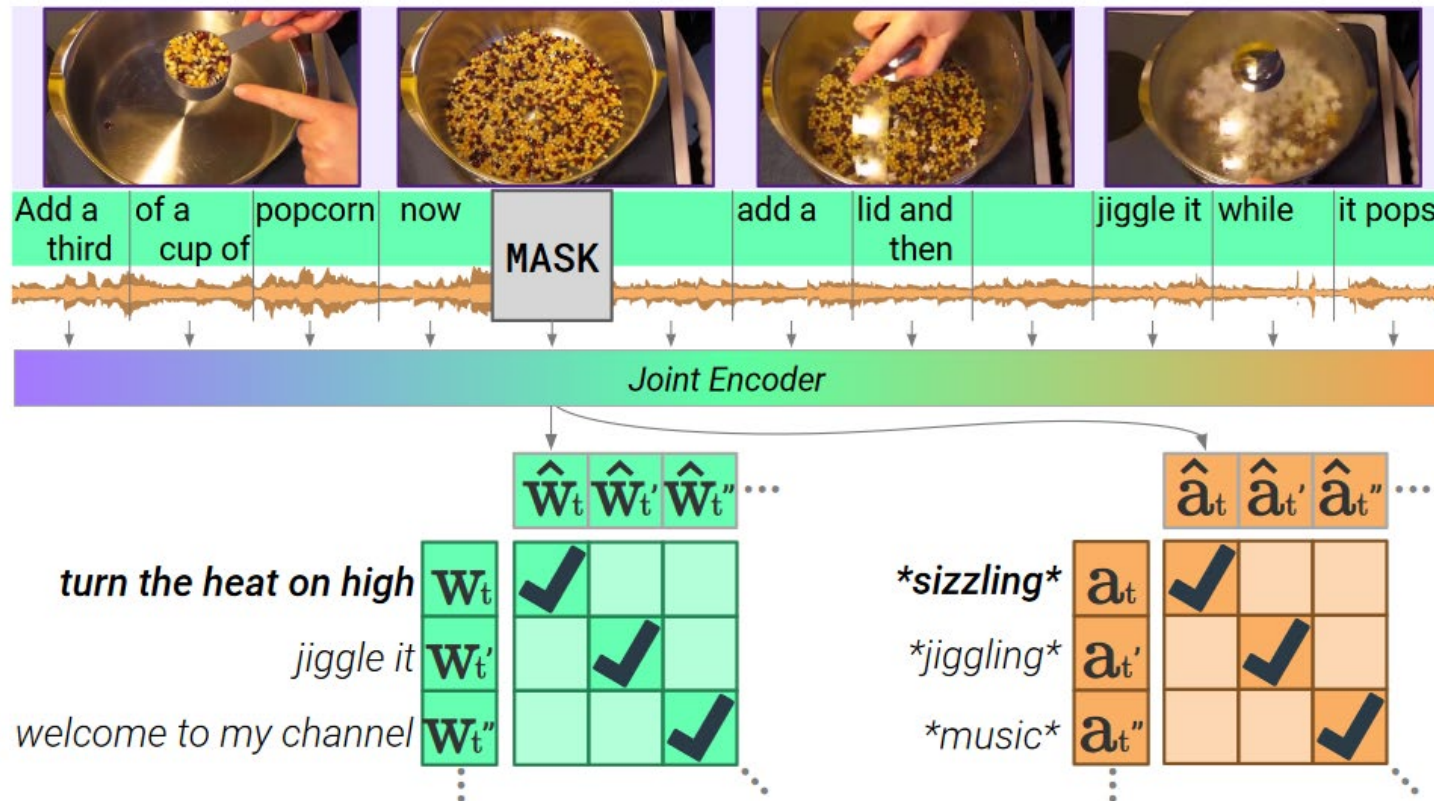 Add a third
of a cup of
popcorn
now
MASK
add a
lid and then
jiggle it
while
it pops
Joint Encoder
ŵt ŵt' ŵt'' ...
ât ât' ât'' ...
turn the heat on high wt
jiggle it wt'
welcome to my channel wt''
*sizzling* at
*jiggling* at'
*music* at''